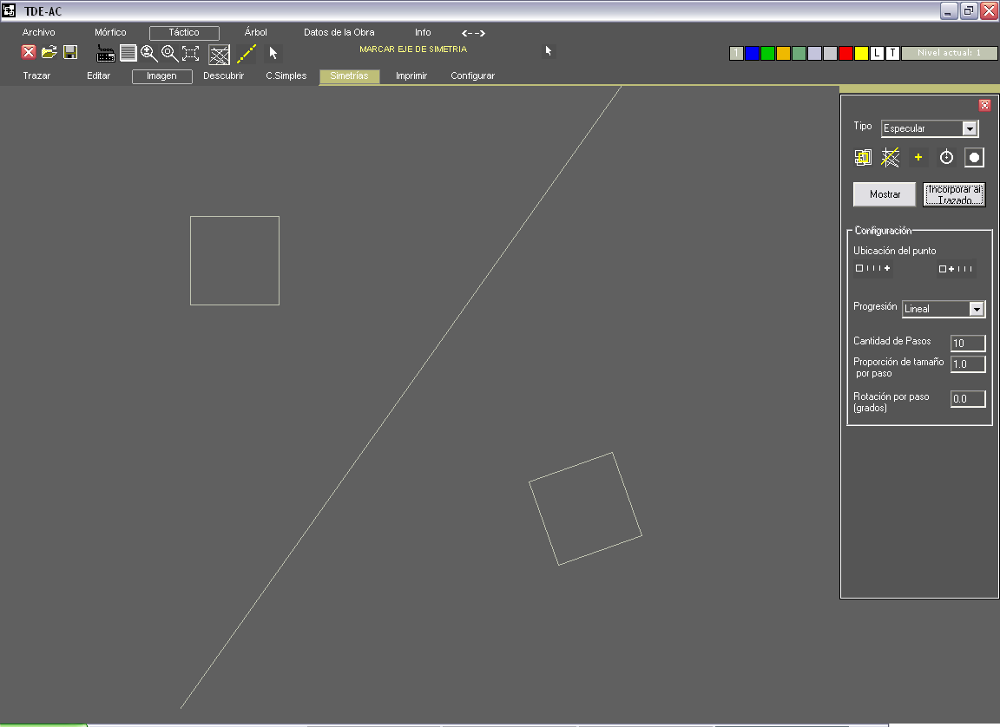 TDE-AC
Archivo Mórfico Táctico Árbol Datos de la Obra Info <-->
MARCAR EJE DE SIMETRIA
1 L T Nivel actual: 1
Trazar Editar Imagen Descubrir C.Simples Simetrías Imprimir Configurar
Tipo Especular
Mostrar
Incorporar al
Trazado
Configuración
Ubicación del punto
Progresión Lineal
Cantidad de Pasos 10
Proporción de tamaño
por paso 1.0
Rotación por paso
(grados) 0.0